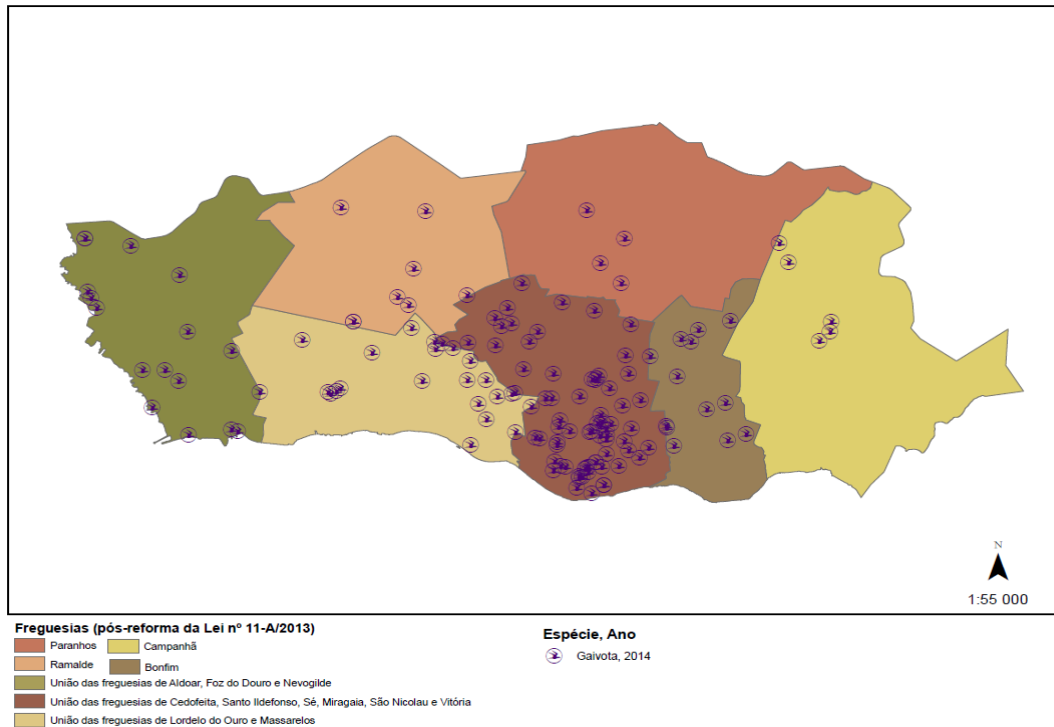 N
1:55 000
Freguesias (pós-reforma da Lei nº 11-A/2013)
Paranhos
Campanhã
Ramalde
Bonfim
União das freguesias de Aldoar, Foz do Douro e Nevogilde
União das freguesias de Cedofeita, Santo Ildefonso, Sé, Miragaia, São Nicolau e Vitória
União das freguesias de Lordelo do Ouro e Massarelos
Espécie, Ano
Gaivota, 2014